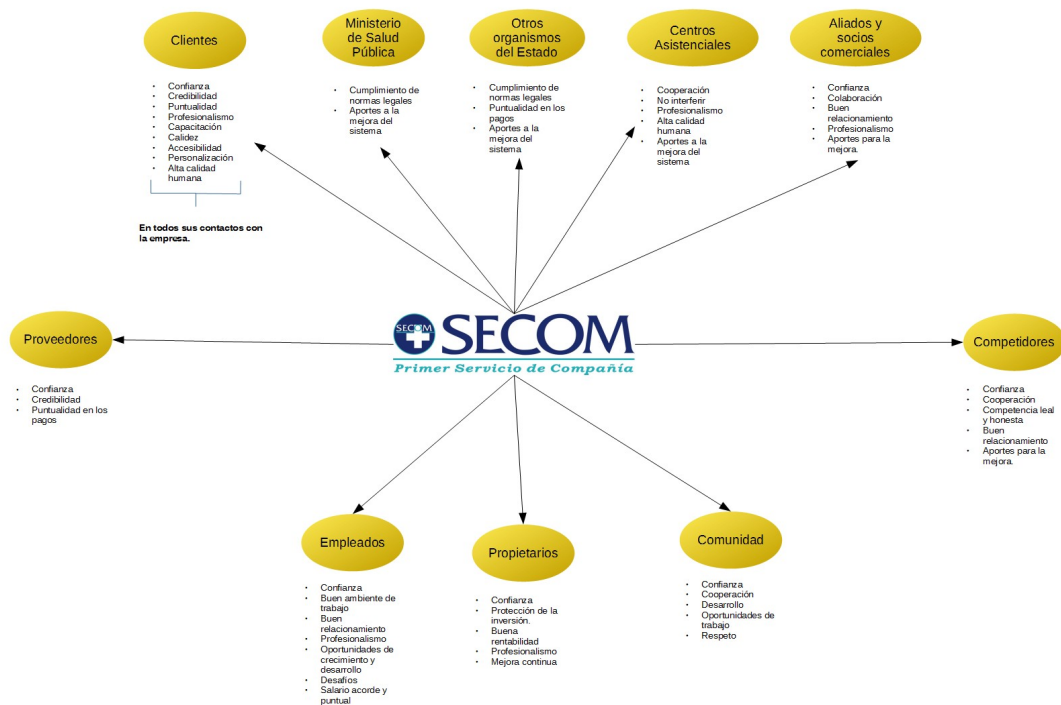 Clientes
• Confianza
• Credibilidad
• Puntualidad
• Profesionalismo
• Capacitación
• Calidez
• Accesibilidad
• Personalización
• Alta calidad
humana
En todos sus contactos con
la empresa.
Ministerio
de Salud
Pública
• Cumplimiento de
normas legales
• Aportes a la
mejora del
sistema
Otros
organismos
del Estado
• Cumplimiento de
normas legales
• Puntualidad en los
pagos
• Aportes a la
mejora del
sistema
Centros
Asistenciales
• Cooperación
• No interferir
• Profesionalismo
• Alta calidad
humana
• Aportes a la
mejora del
sistema
Aliados y
socios
comerciales
• Confianza
• Colaboración
• Buen
relacionamiento
• Profesionalismo
• Aportes para la
mejora.
Proveedores
• Confianza
• Credibilidad
• Puntualidad en los
pagos
SECOM
SECOM
Primer Servicio de Compañía
Competidores
• Confianza
• Cooperación
• Competencia leal
y honesta
• Buen
relacionamiento
• Aportes para la
mejora.
Empleados
• Confianza
• Buen ambiente de
trabajo
• Buen
relacionamiento
• Profesionalismo
• Oportunidades de
crecimiento y
desarrollo
• Desafíos
• Salario acorde y
puntual
Propietarios
• Confianza
• Protección de la
inversión.
• Buena
rentabilidad
• Profesionalismo
• Mejora continua
Comunidad
• Confianza
• Cooperación
• Desarrollo
• Oportunidades de
trabajo
• Respeto